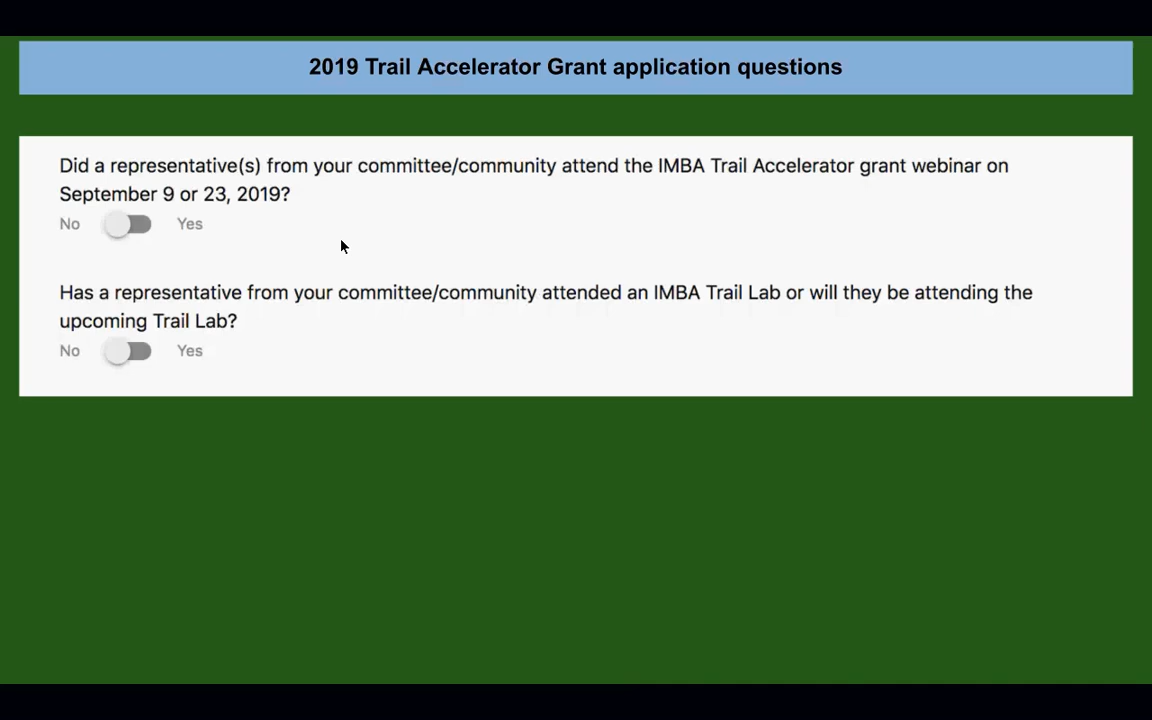 2019 Trail Accelerator Grant application questions
Did a representative(s) from your committee/community attend the IMBA Trail Accelerator grant webinar on
September 9 or 23, 2019?
No Yes
Has a representative from your committee/community attended an IMBA Trail Lab or will they be attending the
upcoming Trail Lab?
No Yes